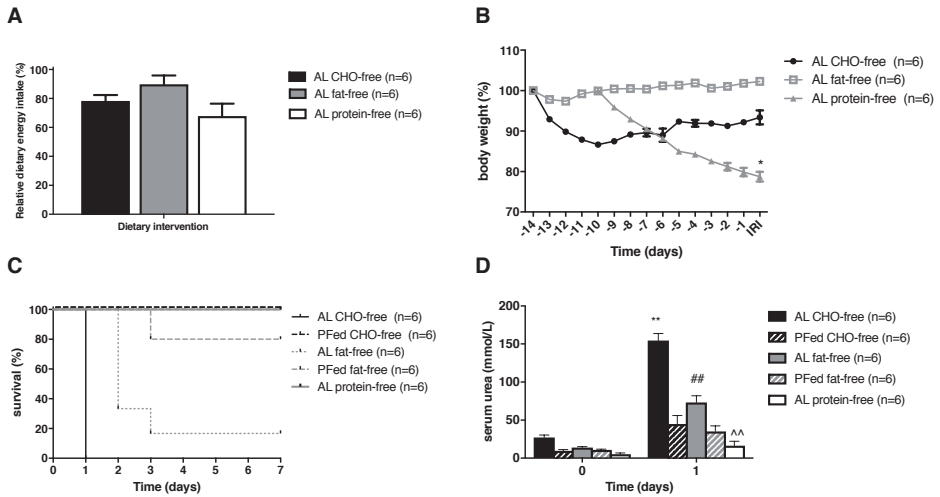 A
Relative dietary energy intake (%)
100
80
60
40
20
0
Dietary intervention
AL CHO-free (n=6)
AL fat-free (n=6)
AL protein-free (n=6)
B
body weight (%)
110
100
90
80
70
*
-14
-13
-12
-11
-10
-9
-8
-7
-6
-5
-4
-3
-2
-1
IRI
Time (days)
AL CHO-free (n=6)
AL fat-free (n=6)
AL protein-free (n=6)
C
survival (%)
100
80
60
40
20
0
0 1 2 3 4 5 6 7
Time (days)
AL CHO-free (n=6)
PFed CHO-free (n=6)
AL fat-free (n=6)
PFed fat-free (n=6)
AL protein-free (n=6)
D
serum urea (mmol/L)
200
150
100
50
0
**
##
^^
0 1
Time (days)
AL CHO-free (n=6)
PFed CHO-free (n=6)
AL fat-free (n=6)
PFed fat-free (n=6)
AL protein-free (n=6)